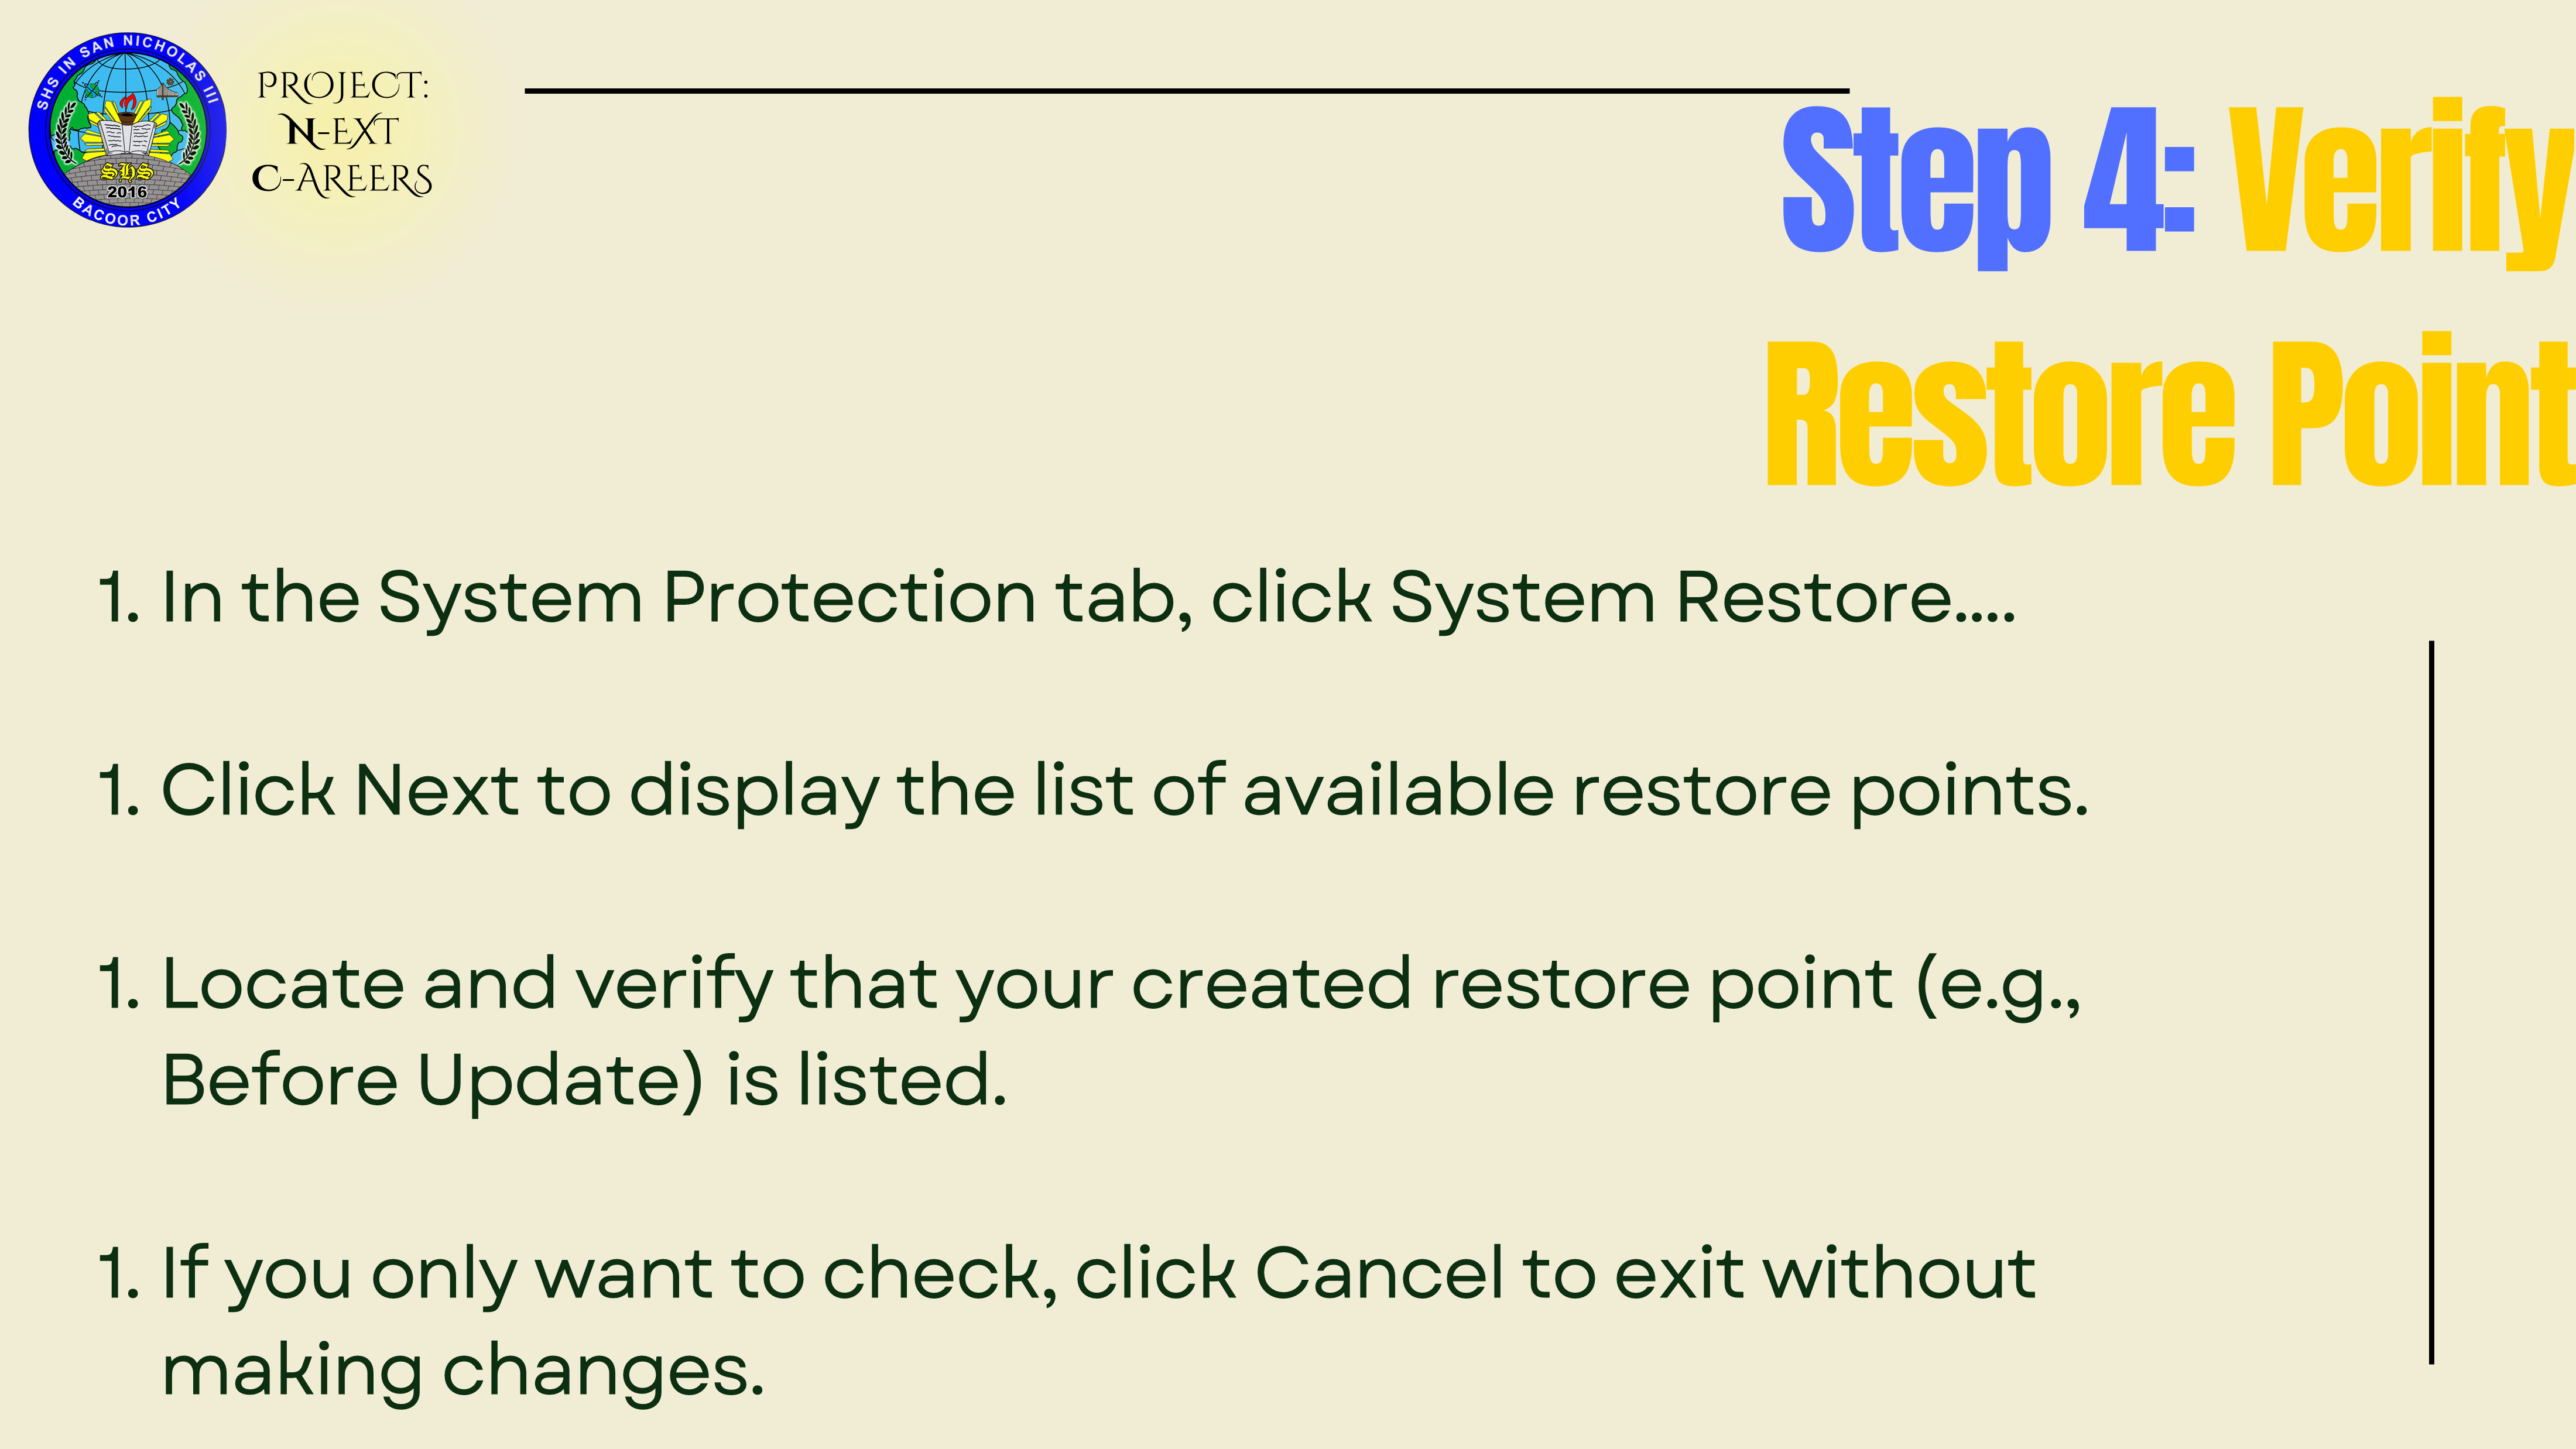 SHS IN SAN NICHOLAS III
SHS
2016
BACOOR CITY
PROJECT:
N-EXT
C-AREERS
Step 4: Verify
Restore Point
1. In the System Protection tab, click System Restore....
1. Click Next to display the list of available restore points.
1. Locate and verify that your created restore point (e.g.,
Before Update) is listed.
1. If you only want to check, click Cancel to exit without
making changes.